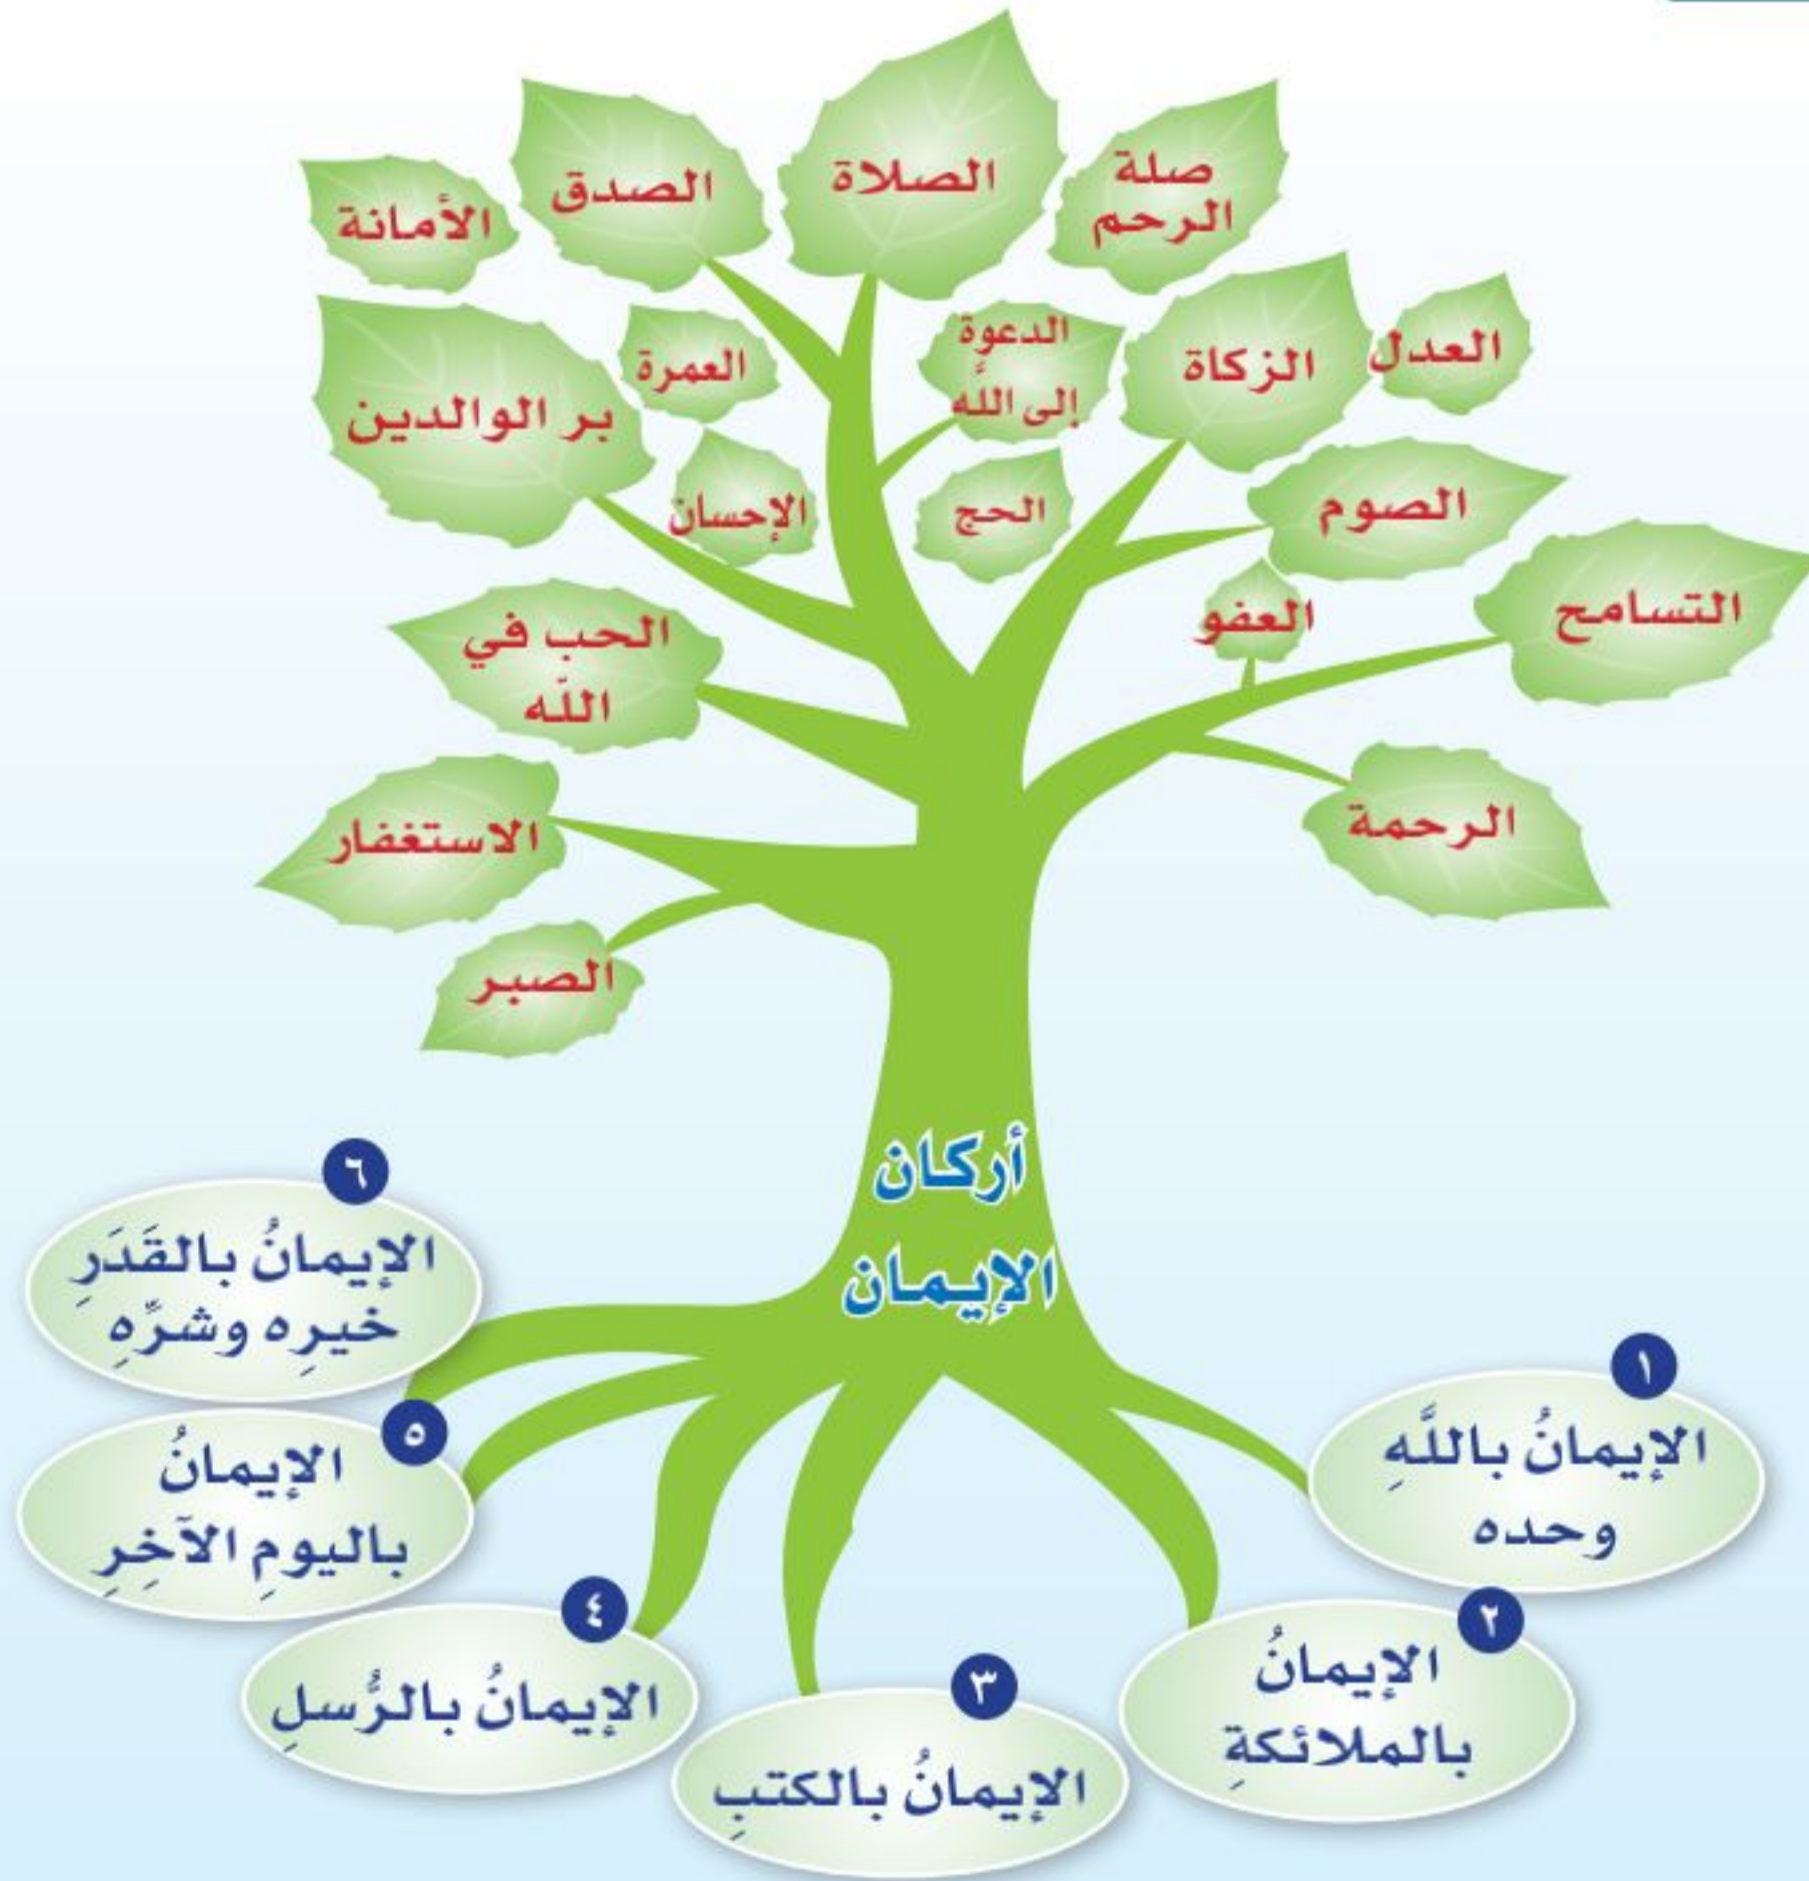 الصلاة
صلة
الرحم
الصدق
الأمانة
العدل
الزكاة
الدعوة
إلى الله
العمرة
بر الوالدين
الصوم
الحج
الإحسان
التسامح
العفو
الحب في
اللّه
الرحمة
الاستغفار
الصبر
أركان
الإيمان
١
الإيمانُ باللَّهِ
وحده
٢
الإيمانُ
بالملائكةِ
٣
الإيمانُ بالكتبِ
٤
الإيمانُ بالرُّسلِ
٥
الإيمانُ
باليومِ الآخِرِ
٦
الإيمانُ بالقَدَرِ
خيرِه وشرِّهِ